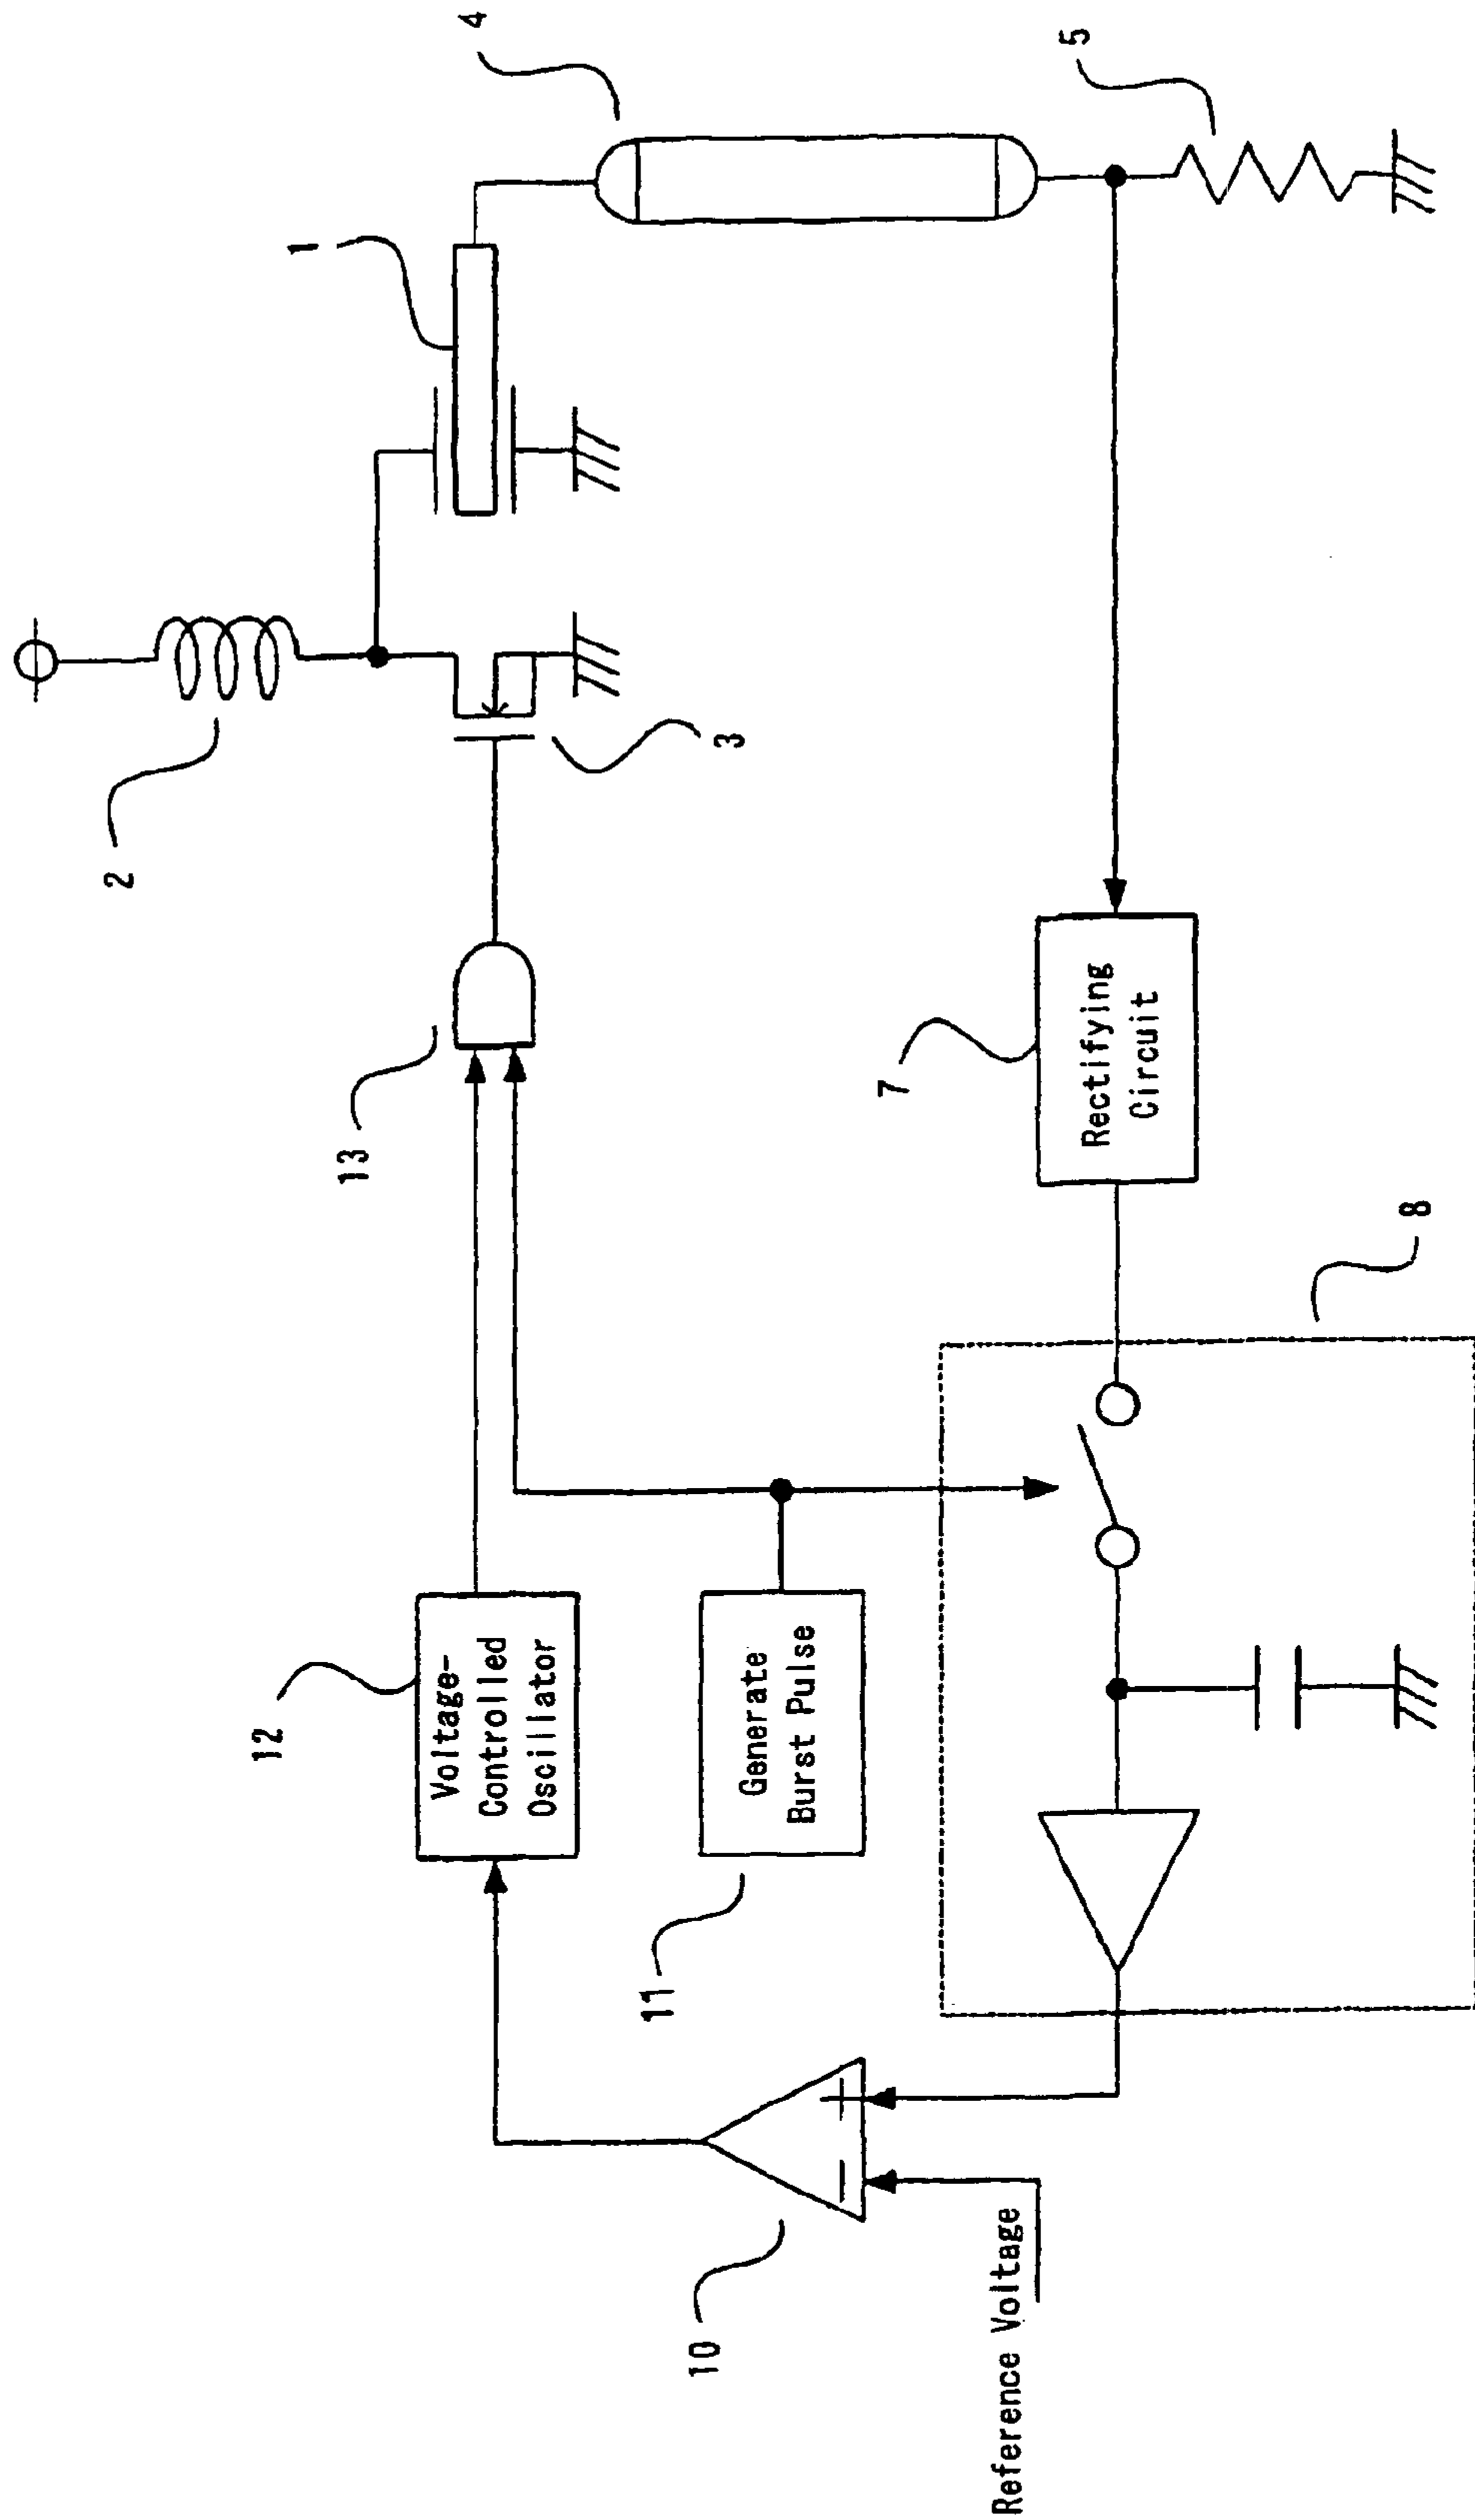 4
5
1
2
3
13
7
Rectifying
Circuit
8
12
Voltage-
Controlled
Oscillator
11
Generate
Burst Pulse
10
+
−
Reference Voltage